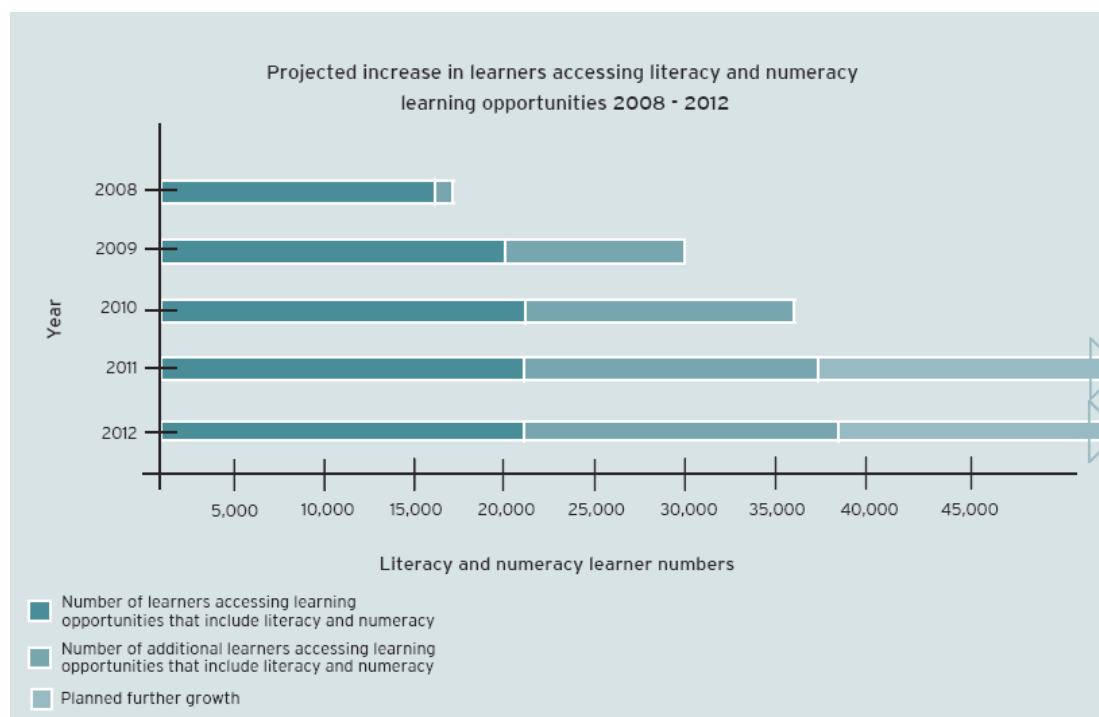 Projected increase in learners accessing literacy and numeracy
learning opportunities 2008 - 2012
2008
2009
2010
2011
2012
Year
5,000 10,000 15,000 20,000 25,000 30,000 35,000 40,000 45,000
Literacy and numeracy learner numbers
Number of learners accessing learning
opportunities that include literacy and numeracy
Number of additional learners accessing learning
opportunities that include literacy and numeracy
Planned further growth